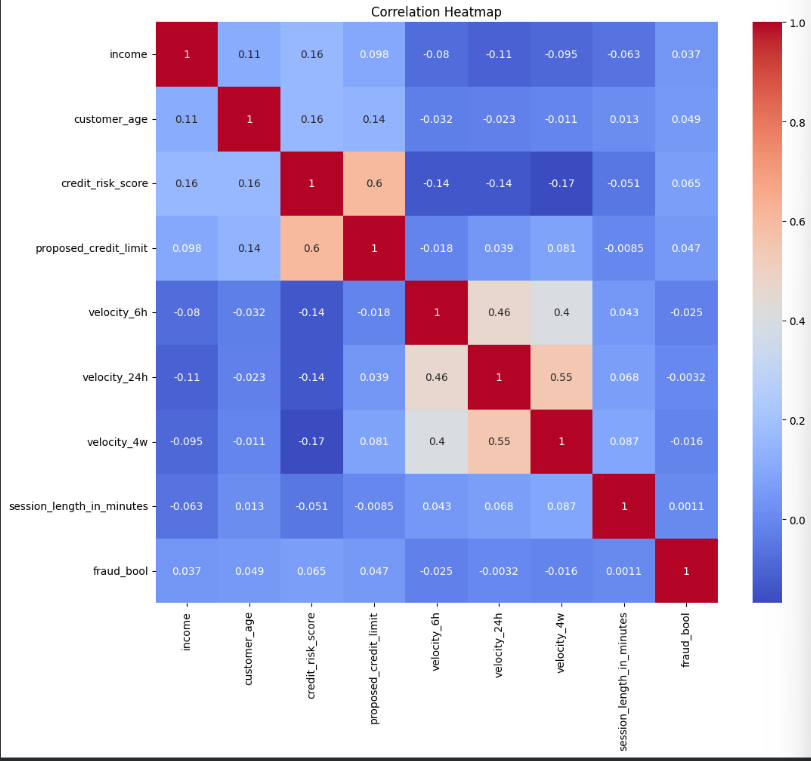 Correlation Heatmap
income 1 0.11 0.16 0.098 -0.08 -0.11 -0.095 -0.063 0.037
customer_age 0.11 1 0.16 0.14 -0.032 -0.023 -0.011 0.013 0.049
credit_risk_score 0.16 0.16 1 0.6 -0.14 -0.14 -0.17 -0.051 0.065
proposed_credit_limit 0.098 0.14 0.6 1 -0.018 0.039 0.081 -0.0085 0.047
velocity_6h -0.08 -0.032 -0.14 -0.018 1 0.46 0.4 0.043 -0.025
velocity_24h -0.11 -0.023 -0.14 0.039 0.46 1 0.55 0.068 -0.0032
velocity_4w -0.095 -0.011 -0.17 0.081 0.4 0.55 1 0.087 -0.016
session_length_in_minutes -0.063 0.013 -0.051 -0.0085 0.043 0.068 0.087 1 0.0011
fraud_bool 0.037 0.049 0.065 0.047 -0.025 -0.0032 -0.016 0.0011 1
income
customer_age
credit_risk_score
proposed_credit_limit
velocity_6h
velocity_24h
velocity_4w
session_length_in_minutes
fraud_bool
1.0
0.8
0.6
0.4
0.2
0.0